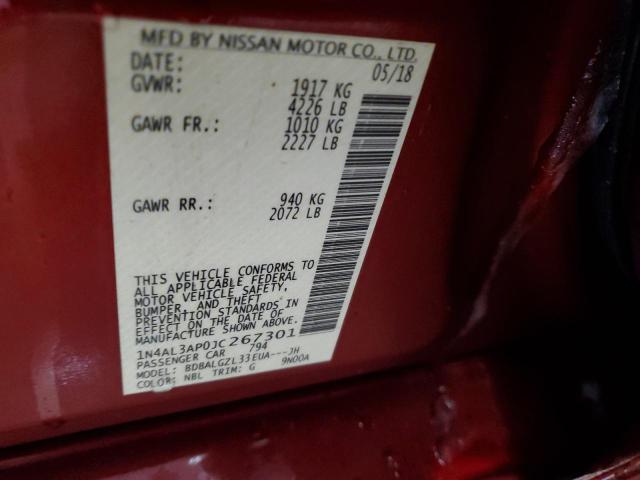 MFD BY NISSAN MOTOR CO., LTD.
DATE: 05/18
GVWR: 1917 KG
4226 LB
GAWR FR.: 1010 KG
2227 LB
GAWR RR.: 940 KG
2072 LB
THIS VEHICLE CONFORMS TO
ALL APPLICABLE FEDERAL
MOTOR VEHICLE SAFETY,
BUMPER, AND THEFT
PREVENTION STANDARDS IN
EFFECT ON THE DATE OF
MANUFACTURE SHOWN ABOVE.
1N4AL3AP0JC267301
PASSENGER CAR 794
MODEL: BDBALGZL33EUA---JH
COLOR: NBL TRIM: G 9N00A